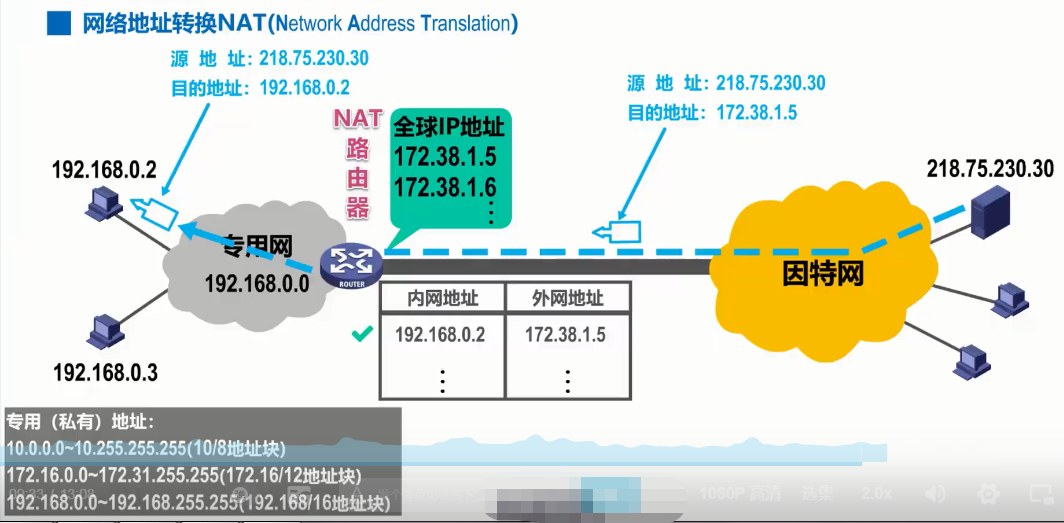 网络地址转换NAT(Network Address Translation)
源 地 址: 218.75.230.30
目的地址: 192.168.0.2
源 地 址: 218.75.230.30
目的地址: 172.38.1.5
NAT
路
由
器
全球IP地址
172.38.1.5
172.38.1.6
⋮
192.168.0.2
218.75.230.30
专用网
192.168.0.0
ROUTER
因特网
内网地址 外网地址
192.168.0.2 172.38.1.5
⋮ ⋮
192.168.0.3
专用（私有）地址:
10.0.0.0~10.255.255.255(10/8地址块)
172.16.0.0~172.31.255.255(172.16/12地址块)
192.168.0.0~192.168.255.255(192.168/16地址块)
1080P 高清 选集 2.0x